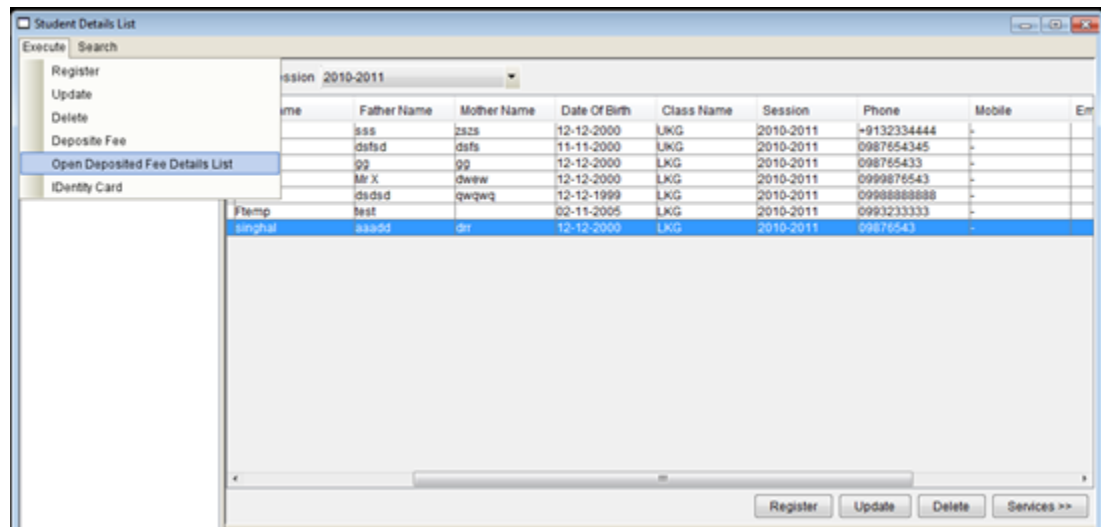 Student Details List
Execute Search
Register
Update
Delete
Deposite Fee
Open Deposited Fee Details List
IDentity Card
ession 2010-2011
me Father Name Mother Name Date Of Birth Class Name Session Phone Mobile Em
sss zszs 12-12-2000 UKG 2010-2011 +9132334444 -
dsfsd dsfs 11-11-2000 UKG 2010-2011 0987654345 -
gg gg 12-12-2000 LKG 2010-2011 098765433 -
Mr X dwew 12-12-2000 LKG 2010-2011 0999876543 -
dsdsd qwqwq 12-12-1999 LKG 2010-2011 09988888888 -
Ftemp test 02-11-2005 LKG 2010-2011 0993233333 -
singhal aaadd drr 12-12-2000 LKG 2010-2011 09876543 -
Register Update Delete Services >>